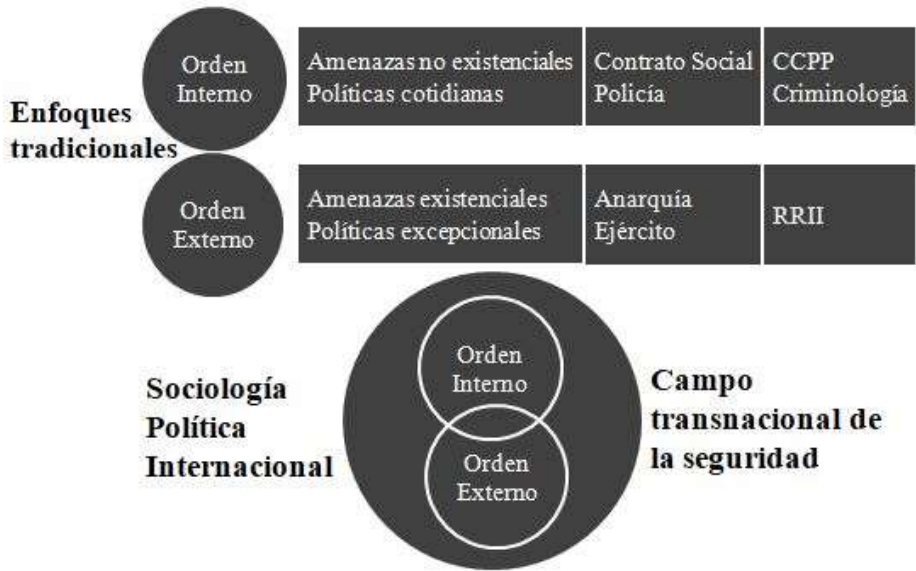 Enfoques
tradicionales
Orden
Interno
Amenazas no existenciales
Políticas cotidianas
Contrato Social
Policía
CCPP
Criminología
Orden
Externo
Amenazas existenciales
Políticas excepcionales
Anarquía
Ejército
RRII
Sociología
Política
Internacional
Orden
Interno
Orden
Externo
Campo
transnacional de
la seguridad